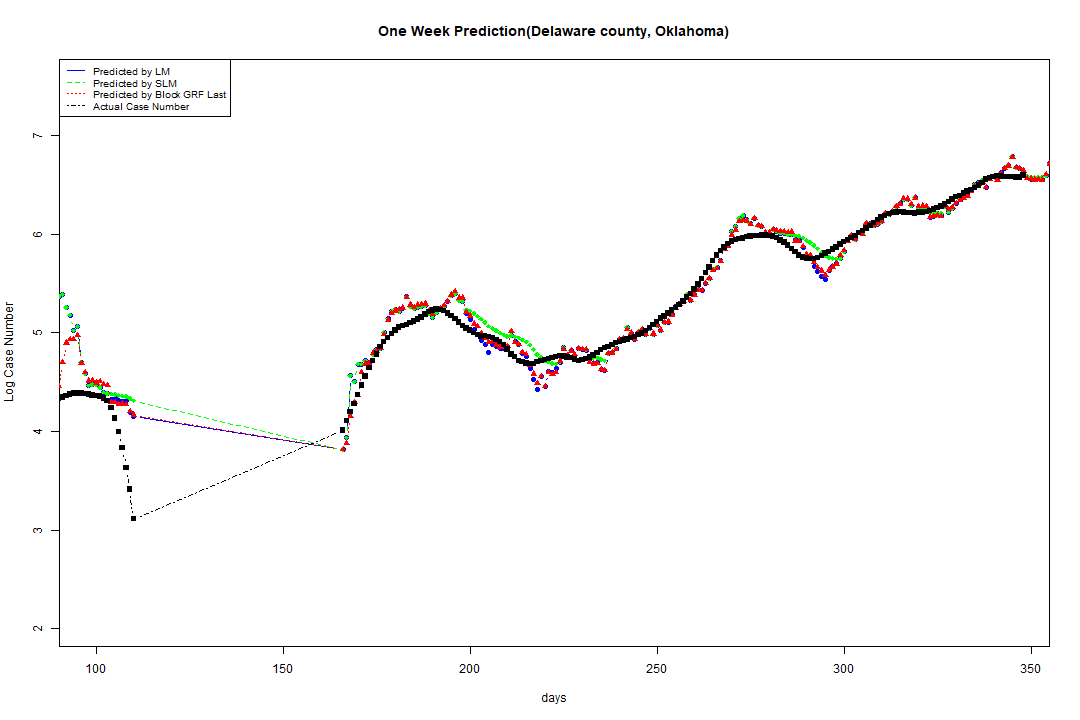 One Week Prediction(Delaware county, Oklahoma)
Predicted by LM
Predicted by SLM
Predicted by Block GRF Last
Actual Case Number
Log Case Number
7
6
5
4
3
2
100 150 200 250 300 350
days